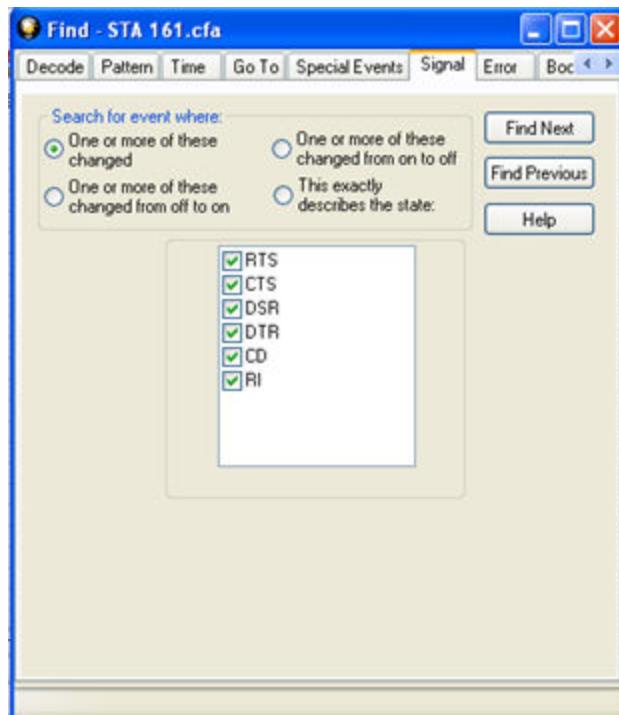 Find - STA 161.cfa
Decode Pattern Time Go To Special Events Signal Error
Search for event where:
One or more of these
changed
One or more of these
changed from on to off
One or more of these
changed from off to on
This exactly
describes the state:
Find Next
Find Previous
Help
RTS
CTS
DSR
DTR
CD
RI